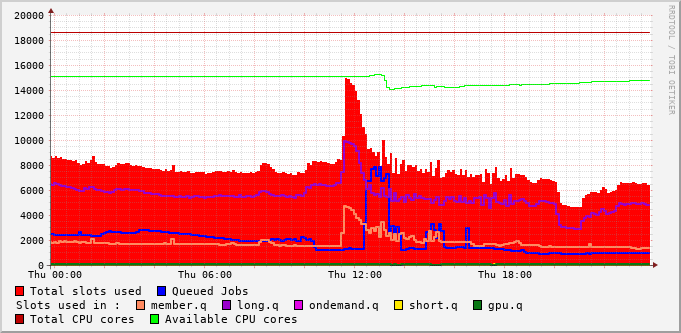 RRDTOOL / TOBI OETIKER
20000
18000
16000
14000
12000
10000
8000
6000
4000
2000
0
Thu 00:00 Thu 06:00 Thu 12:00 Thu 18:00
Total slots used Queued Jobs
Slots used in : member.q long.q ondemand.q short.q gpu.q
Total CPU cores Available CPU cores